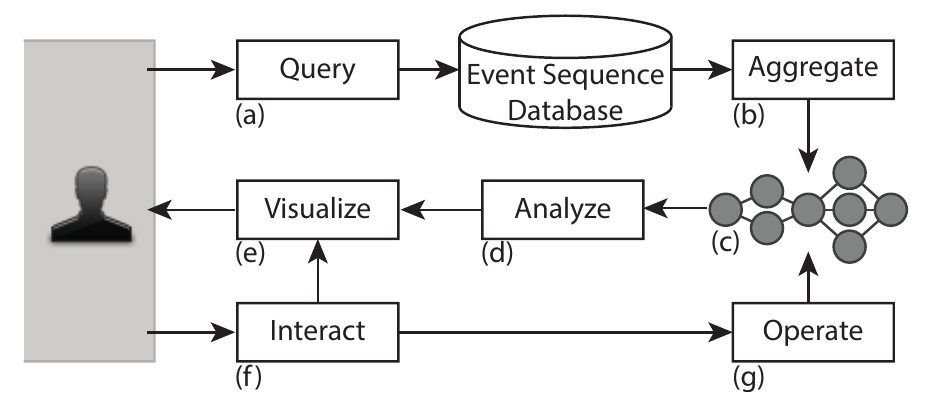 Query
(a)
Event Sequence
Database
Aggregate
(b)
Visualize
(e)
Analyze
(d)
(c)
Interact
(f)
Operate
(g)